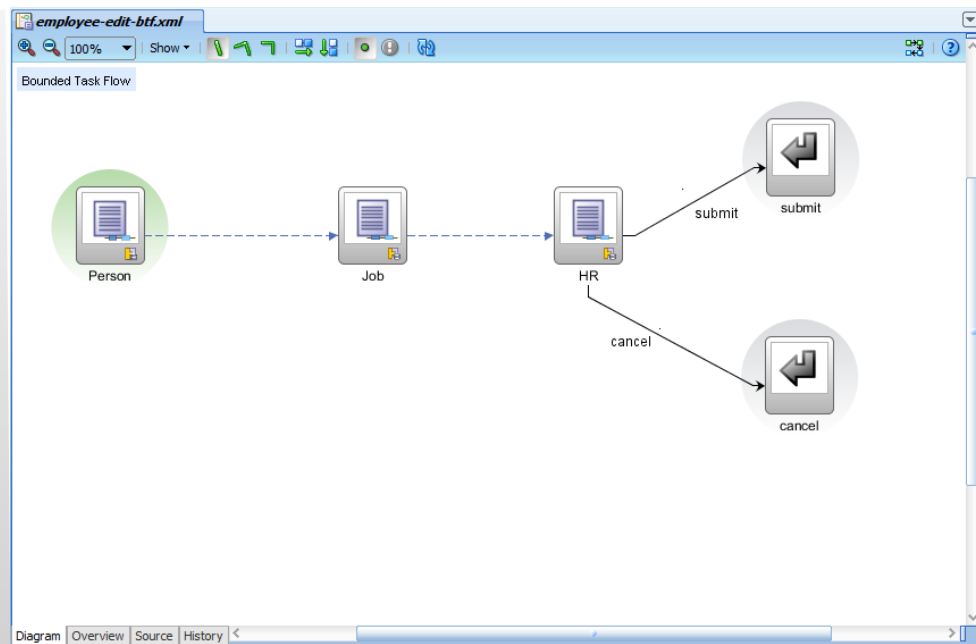 employee-edit-btf.xml
100% Show
Bounded Task Flow
submit
submit
Person Job HR
cancel
cancel
Diagram Overview Source History